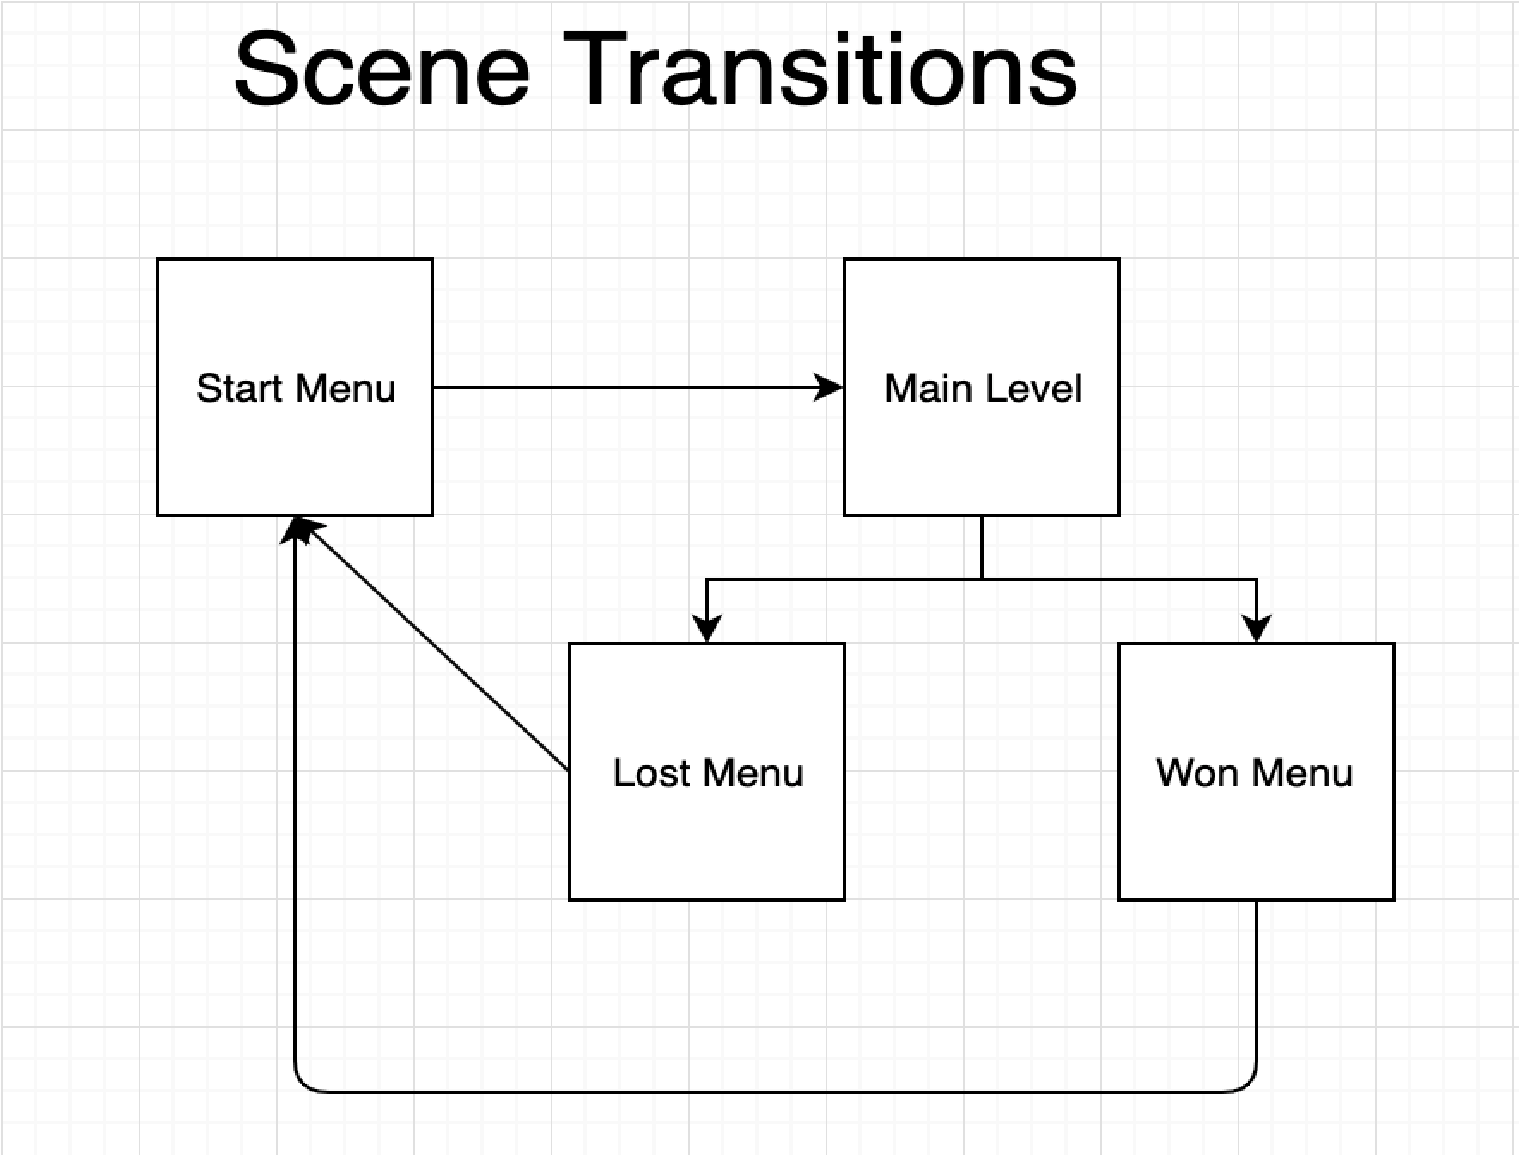 Scene Transitions
Start Menu
Main Level
Lost Menu
Won Menu